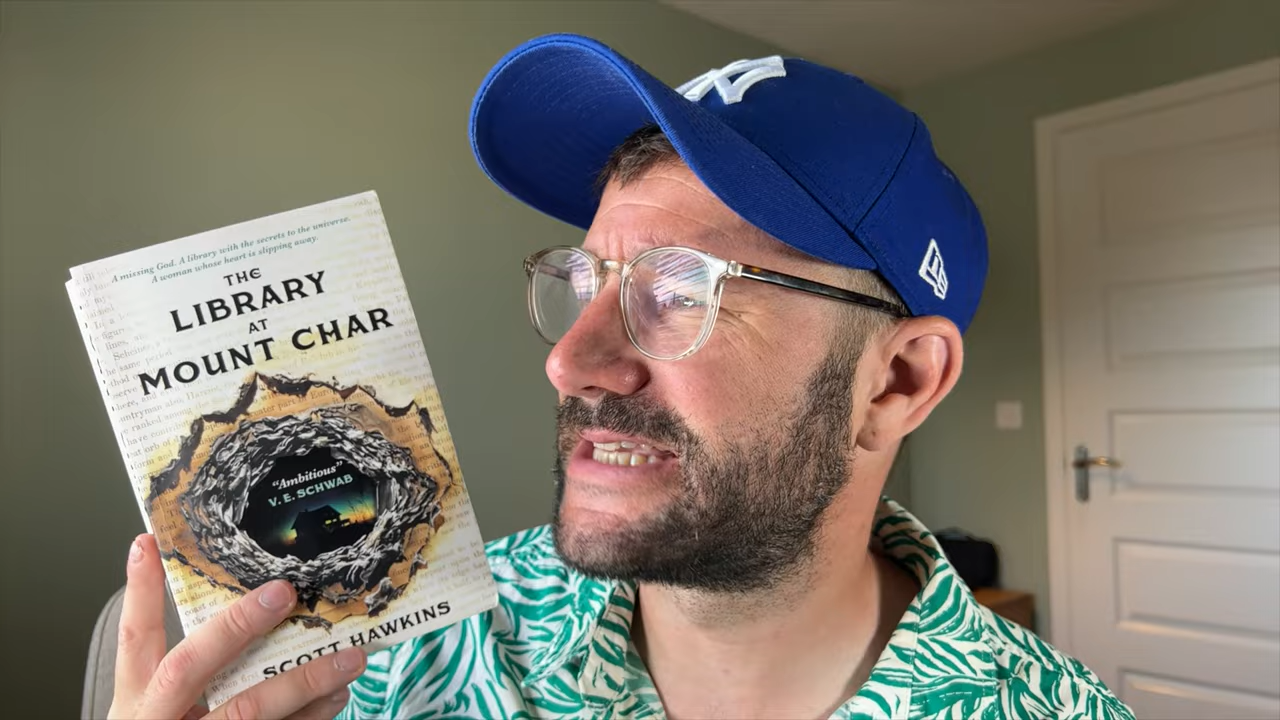 A missing God. A library with the secrets to the universe.
A woman whose heart is slipping away.
THE
LIBRARY
AT
MOUNT CHAR
"Ambitious"
V. E. SCHWAB
SCOTT HAWKINS